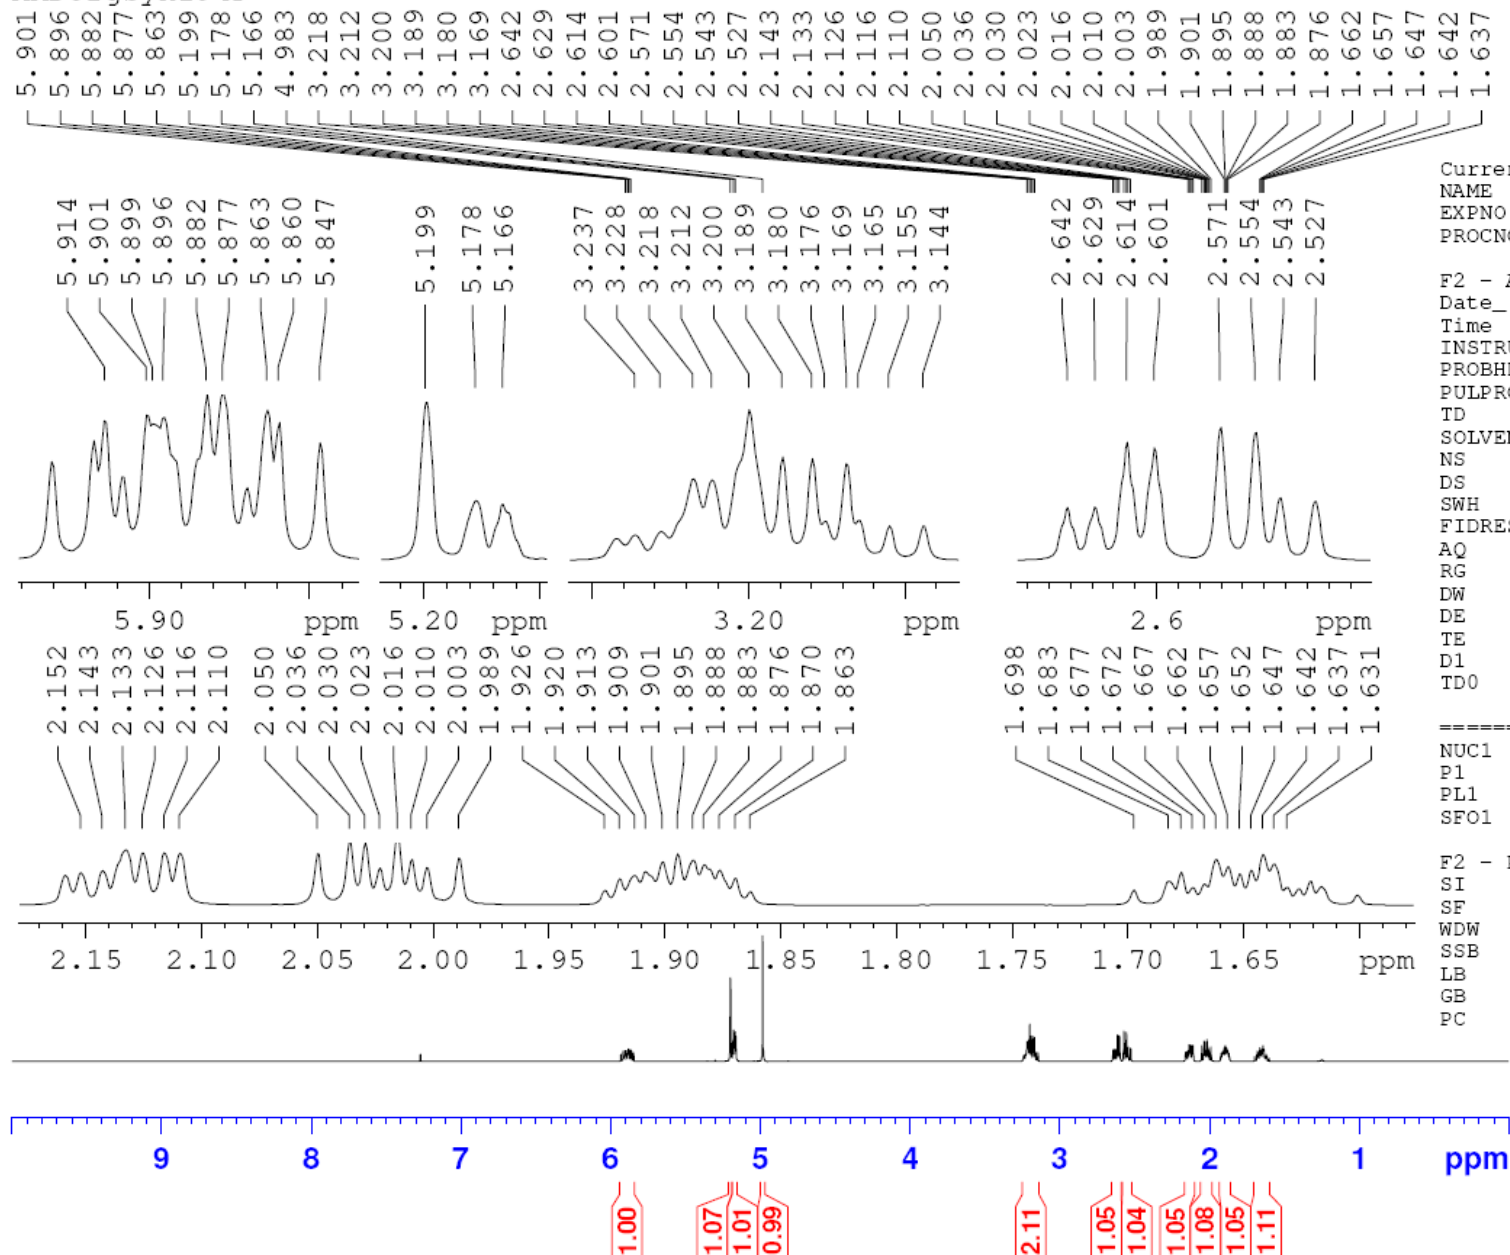 5.901 5.896 5.882 5.877 5.863 5.199 5.178 5.166 4.983 3.218 3.212 3.200 3.189 3.180 3.169 2.642 2.629 2.614 2.601 2.571 2.554 2.543 2.527 2.143 2.133 2.126 2.116 2.110 2.050 2.036 2.030 2.023 2.016 2.010 2.003 1.989 1.901 1.895 1.888 1.883 1.876 1.662 1.657 1.647 1.642 1.637
5.914 5.901 5.899 5.896 5.882 5.877 5.863 5.860 5.847 5.199 5.178 5.166 3.237 3.228 3.218 3.212 3.200 3.189 3.180 3.176 3.169 3.165 3.155 3.144 2.642 2.629 2.614 2.601 2.571 2.554 2.543 2.527
5.90 ppm 5.20 ppm 3.20 ppm 2.6 ppm
2.152 2.143 2.133 2.126 2.116 2.110 2.050 2.036 2.030 2.023 2.016 2.010 2.003 1.989 1.926 1.920 1.913 1.909 1.901 1.895 1.888 1.883 1.876 1.870 1.863 1.698 1.683 1.677 1.672 1.667 1.662 1.657 1.652 1.647 1.642 1.637 1.631
2.15 2.10 2.05 2.00 1.95 1.90 1.85 1.80 1.75 1.70 1.65 ppm
9 8 7 6 5 4 3 2 1 ppm
1.00 1.07 1.01 0.99 2.11 1.05 1.04 1.05 1.08 1.05 1.11
Curren
NAME
EXPNO
PROCNO
F2 - A
Date_
Time
INSTRU
PROBHD
PULPRO
TD
SOLVEN
NS
DS
SWH
FIDRES
AQ
RG
DW
DE
TE
D1
TD0
======
NUC1
P1
PL1
SFO1
F2 - P
SI
SF
WDW
SSB
LB
GB
PC